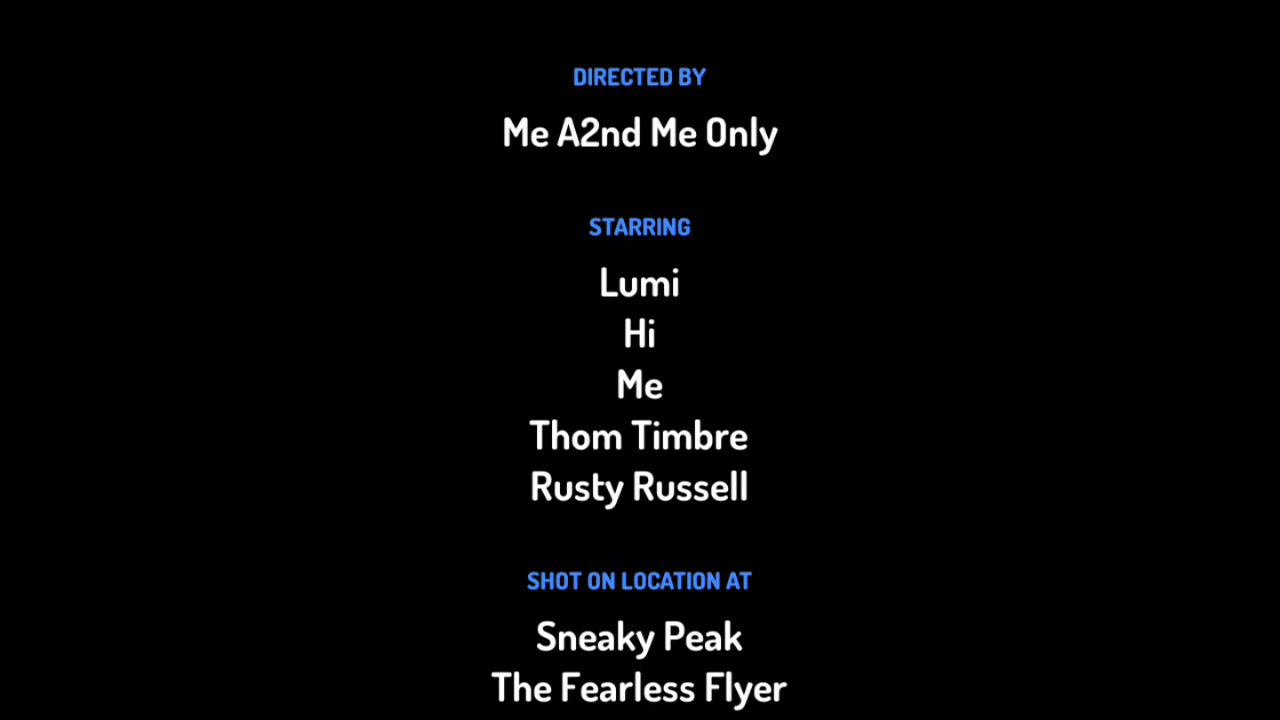 DIRECTED BY
Me A2nd Me Only
STARRING
Lumi
Hi
Me
Thom Timbre
Rusty Russell
SHOT ON LOCATION AT
Sneaky Peak
The Fearless Flyer